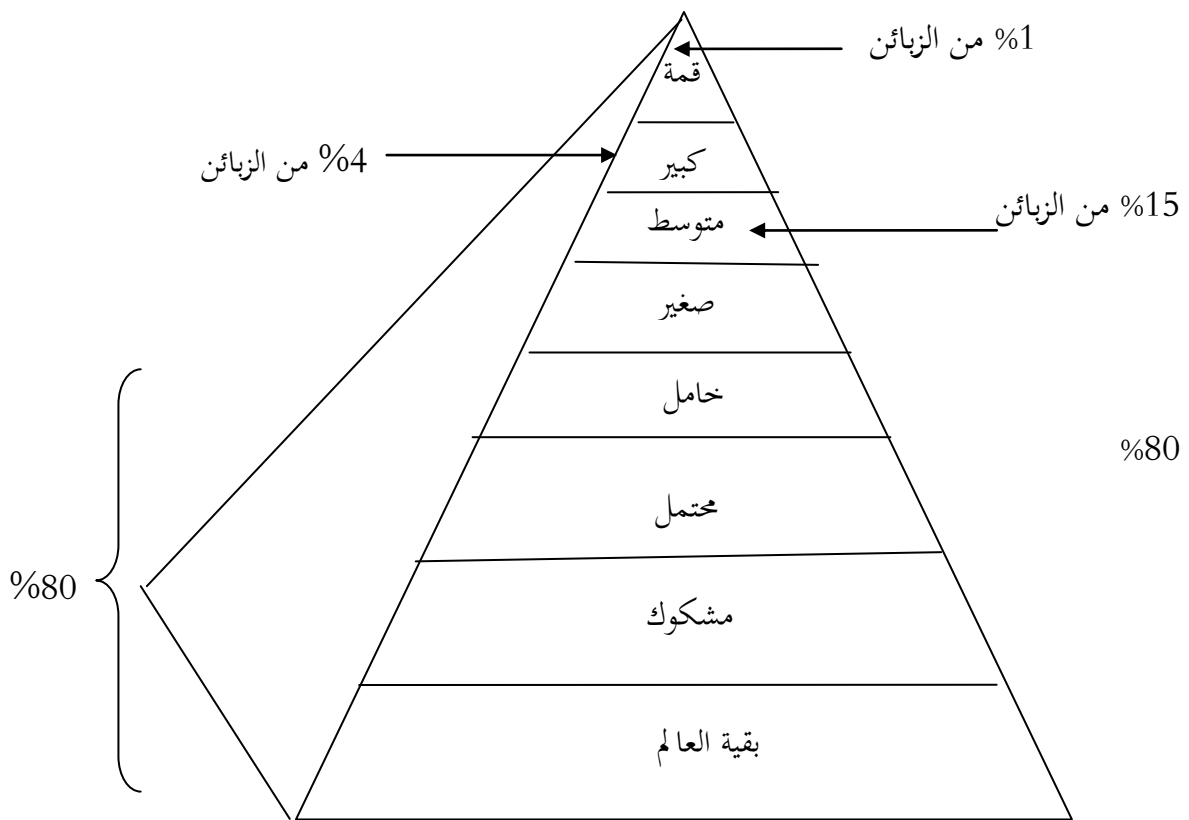 %1 من الزبائن
قمة
%4 من الزبائن
كبير
%15 من الزبائن
متوسط
صغير
خامل
%80
محتمل
%80
مشكوك
بقية العالم